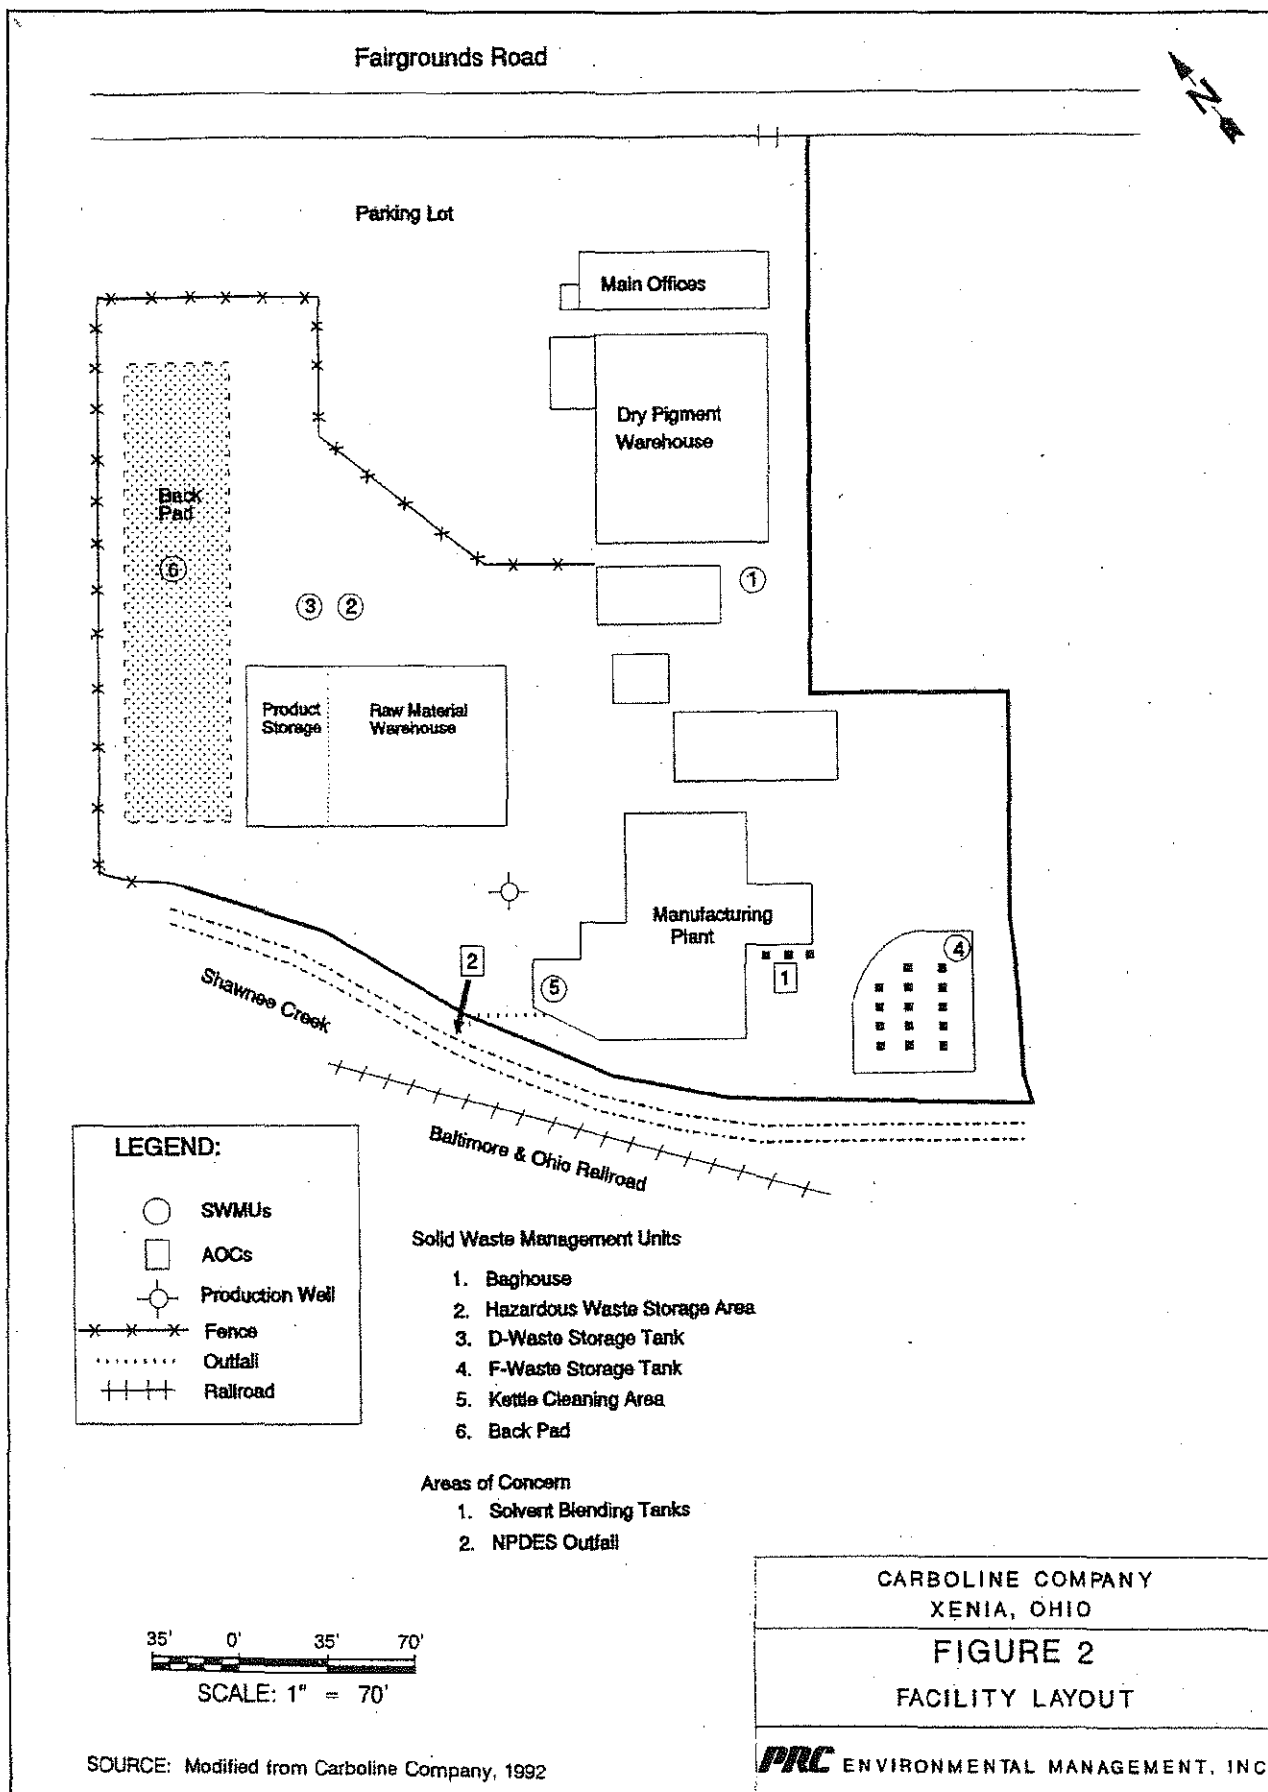 Fairgrounds Road
N
Parking Lot
Main Offices
Dry Pigment
Warehouse
Back
Pad
6
3
2
1
Product
Storage
Raw Material
Warehouse
Manufacturing
Plant
2
5
1
4
Shawnee Creek
Baltimore & Ohio Railroad
LEGEND:
SWMUs
AOCs
Production Well
Fence
Outfall
Railroad
Solid Waste Management Units
1. Baghouse
2. Hazardous Waste Storage Area
3. D-Waste Storage Tank
4. F-Waste Storage Tank
5. Kettle Cleaning Area
6. Back Pad
Areas of Concern
1. Solvent Blending Tanks
2. NPDES Outfall
35' 0' 35' 70'
SCALE: 1" = 70'
CARBOLINE COMPANY
XENIA, OHIO
FIGURE 2
FACILITY LAYOUT
SOURCE: Modified from Carboline Company, 1992
PRC ENVIRONMENTAL MANAGEMENT, INC